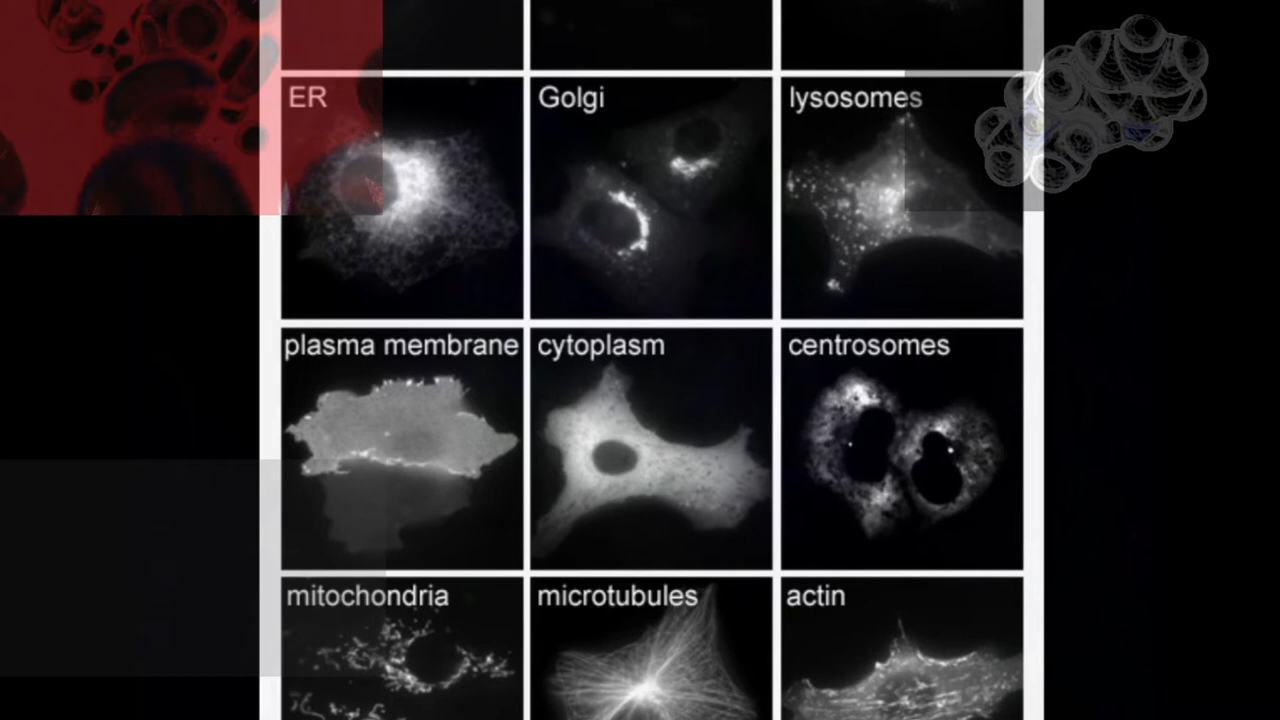 ER
Golgi
lysosomes
plasma membrane
cytoplasm
centrosomes
mitochondria
microtubules
actin